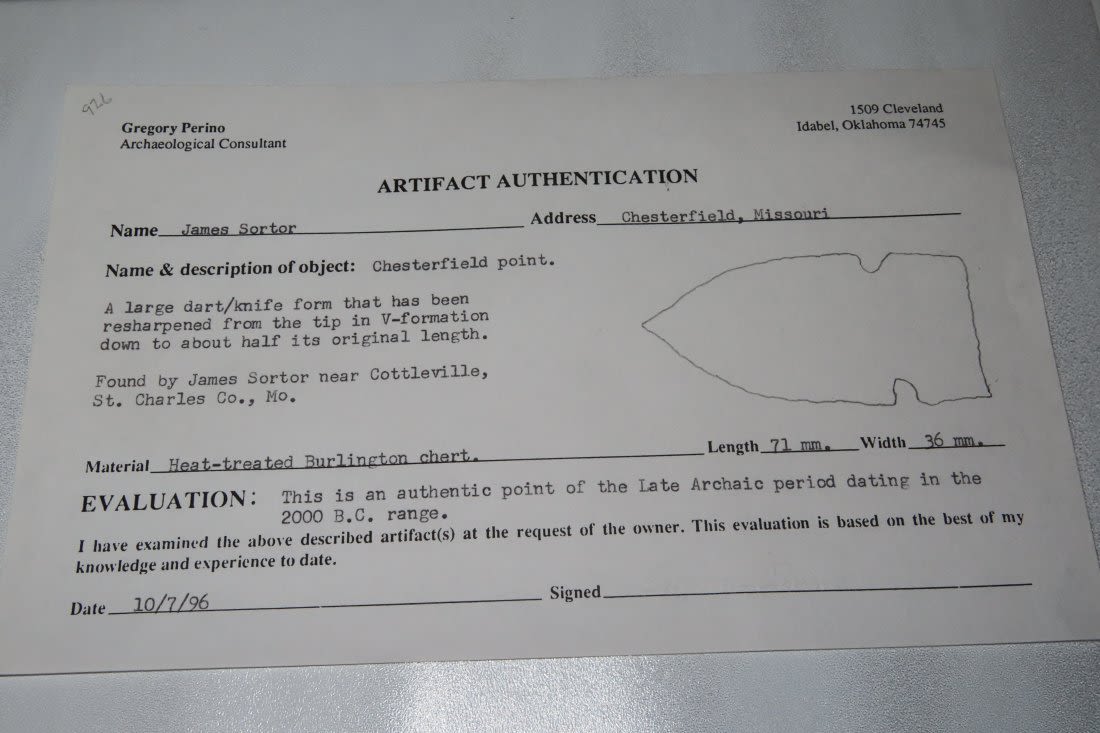 926
Gregory Perino
Archaeological Consultant
1509 Cleveland
Idabel, Oklahoma 74745
ARTIFACT AUTHENTICATION
Name James Sortor Address Chesterfield, Missouri
Name & description of object: Chesterfield point.
A large dart/knife form that has been
resharpened from the tip in V-formation
down to about half its original length.
Found by James Sortor near Cottleville,
St. Charles Co., Mo.
Material Heat-treated Burlington chert. Length 71 mm. Width 36 mm.
EVALUATION: This is an authentic point of the Late Archaic period dating in the
2000 B.C. range.
I have examined the above described artifact(s) at the request of the owner. This evaluation is based on the best of my
knowledge and experience to date.
Date 10/7/96 Signed